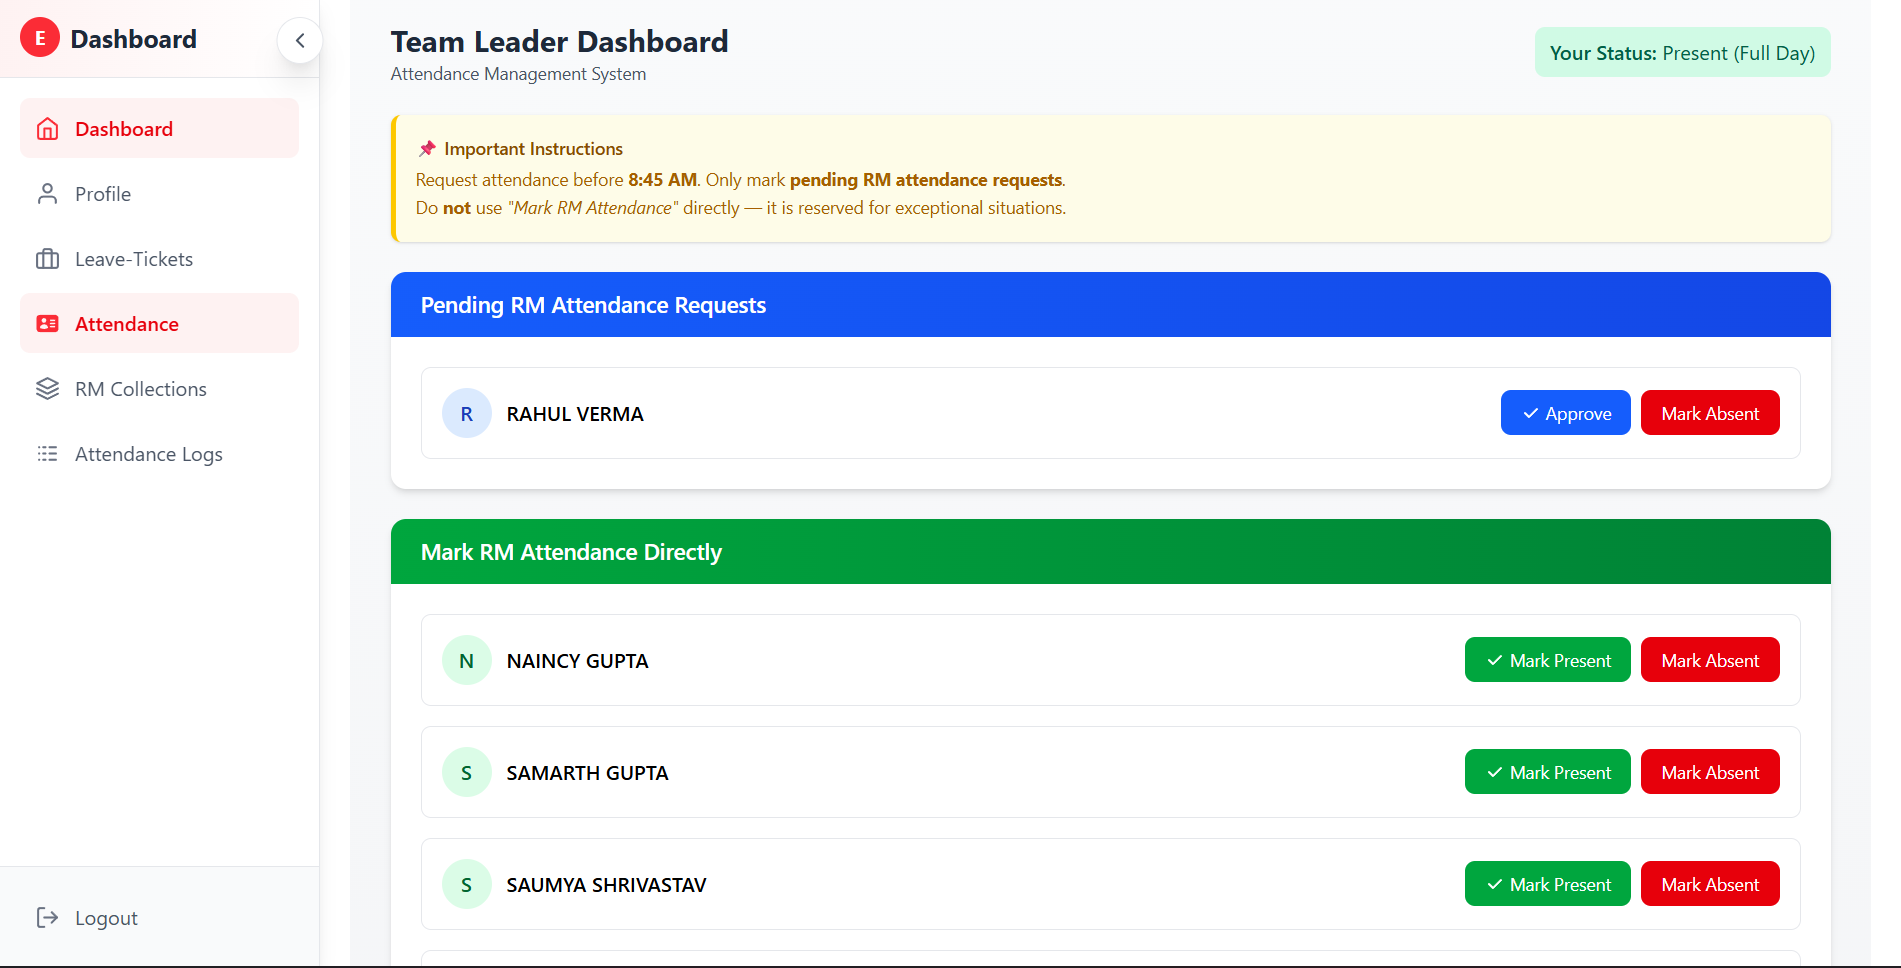 E Dashboard
Dashboard
Profile
Leave-Tickets
Attendance
RM Collections
Attendance Logs
Logout
Team Leader Dashboard
Attendance Management System
Your Status: Present (Full Day)
📌 Important Instructions
Request attendance before 8:45 AM. Only mark pending RM attendance requests.
Do not use "Mark RM Attendance" directly — it is reserved for exceptional situations.
Pending RM Attendance Requests
R RAHUL VERMA ✓ Approve Mark Absent
Mark RM Attendance Directly
N NAINCY GUPTA ✓ Mark Present Mark Absent
S SAMARTH GUPTA ✓ Mark Present Mark Absent
S SAUMYA SHRIVASTAV ✓ Mark Present Mark Absent